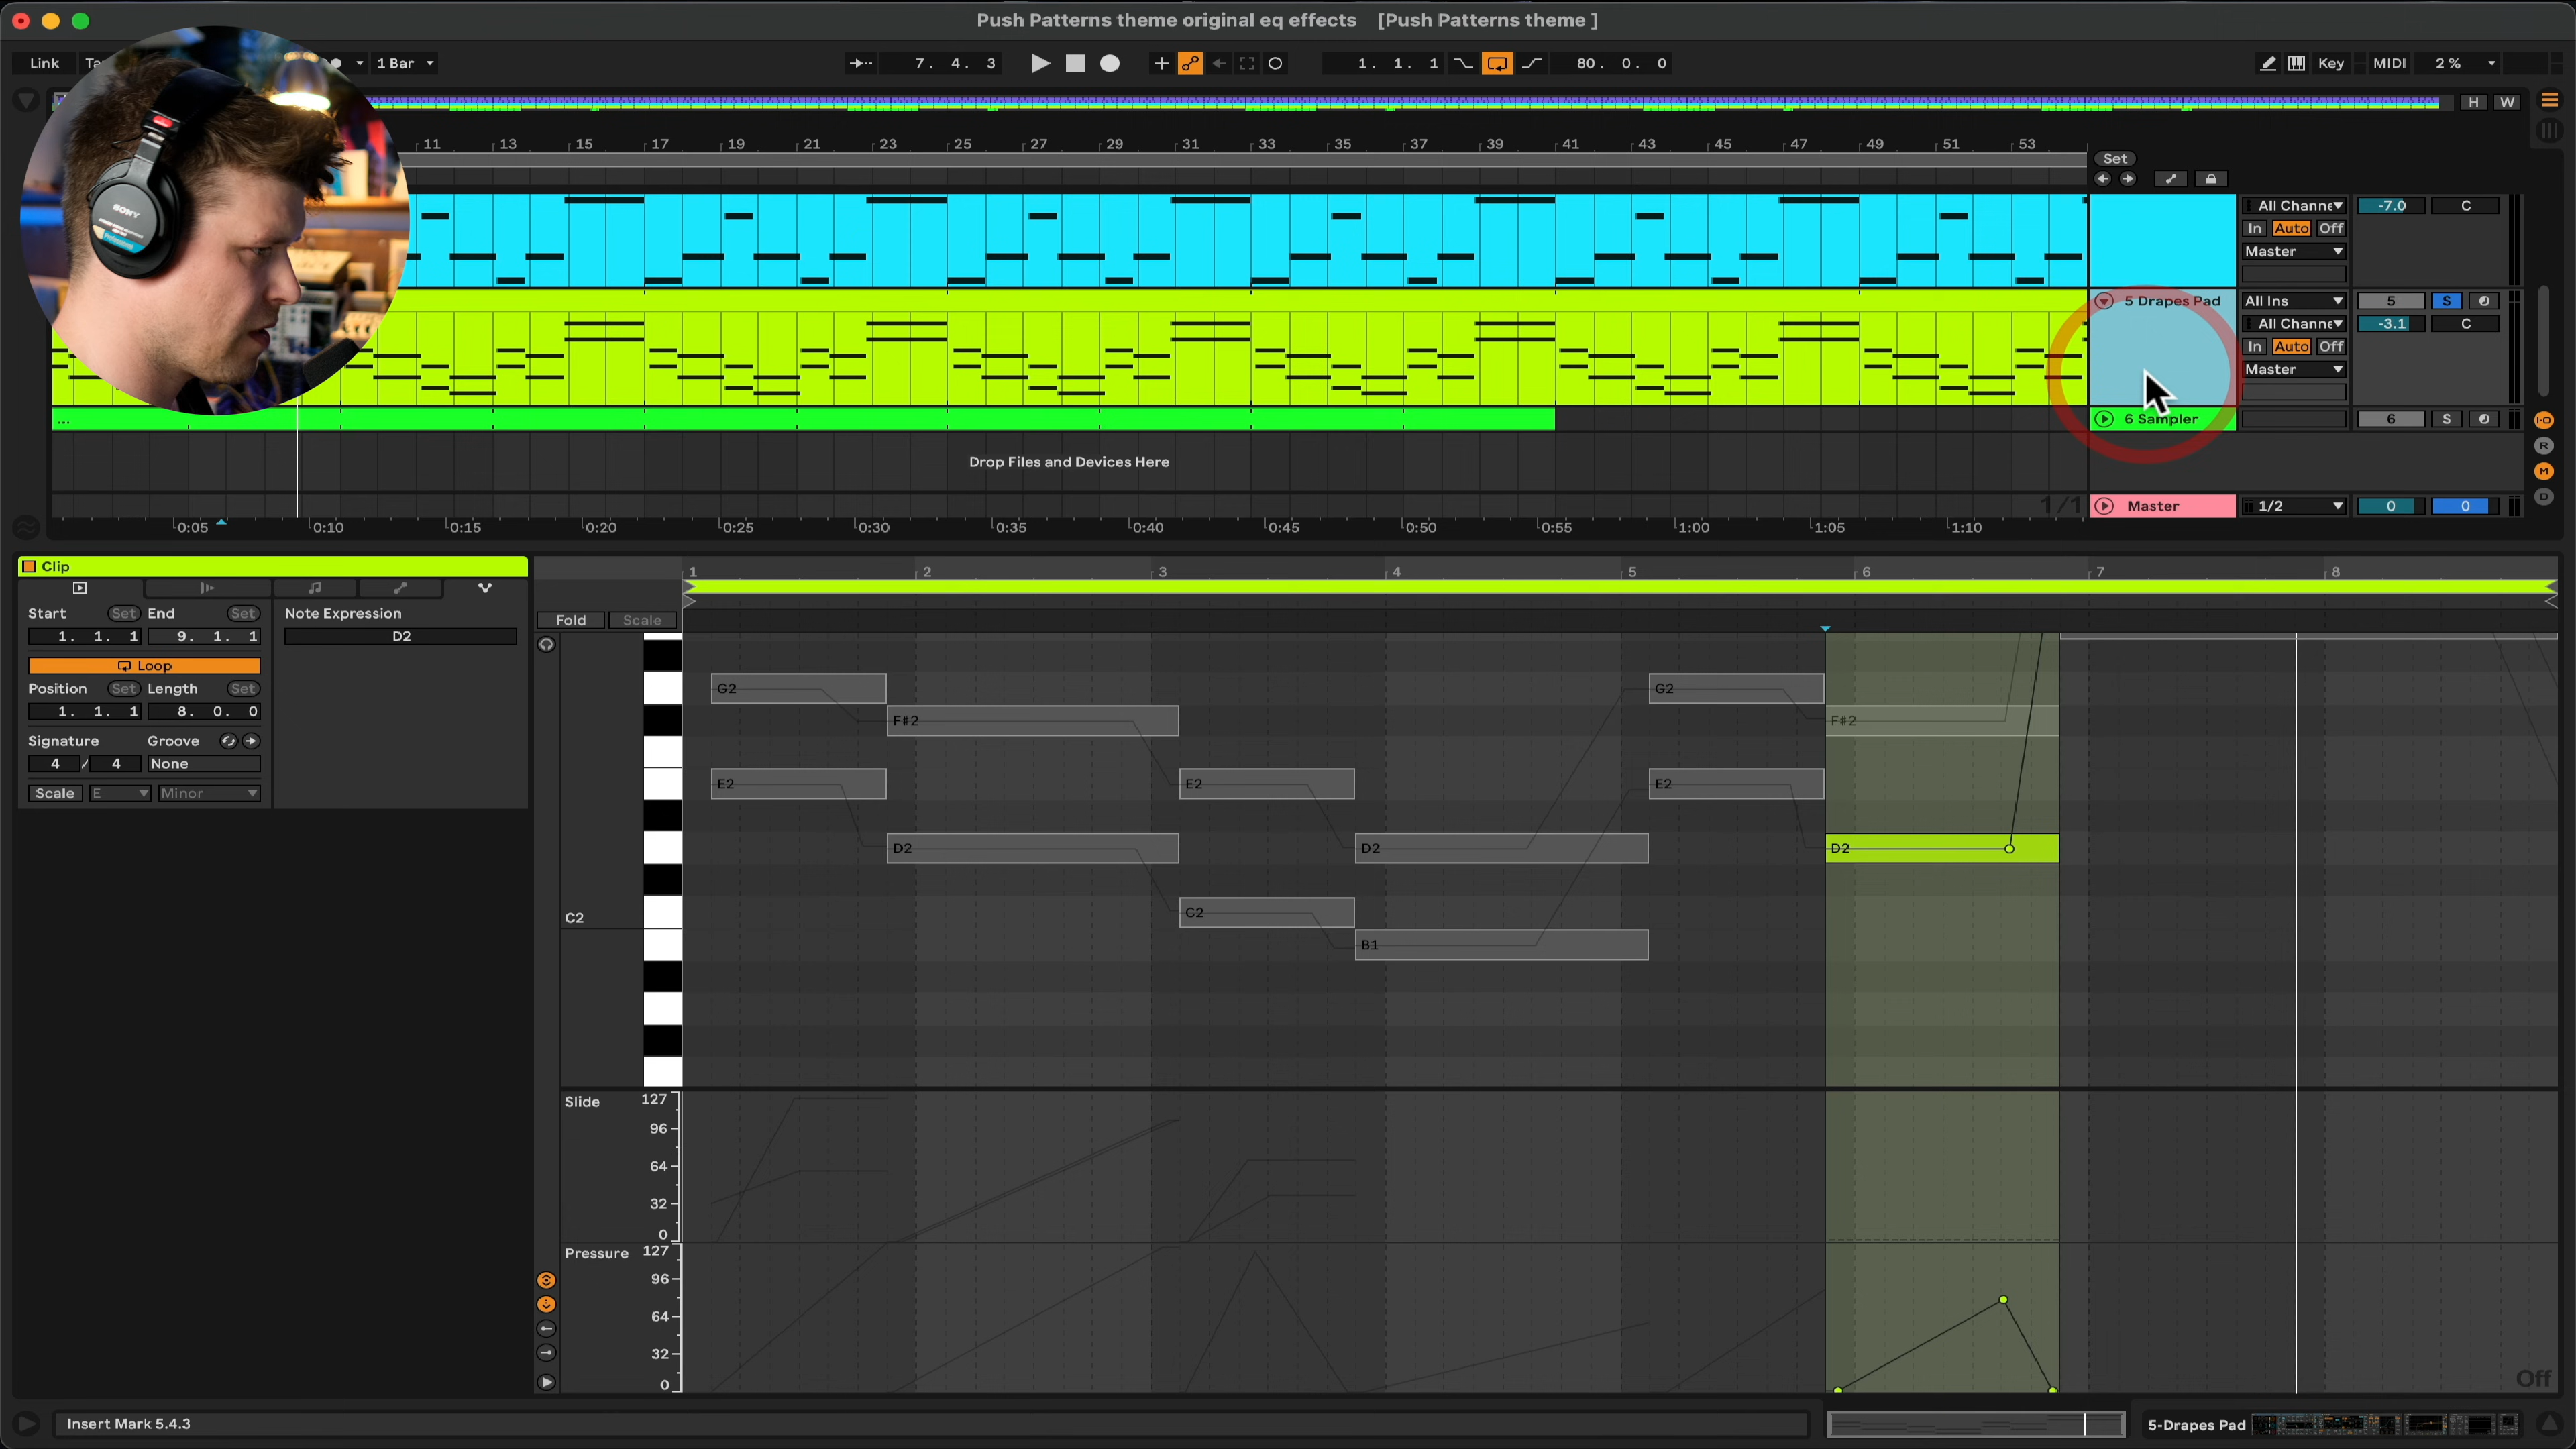 Push Patterns theme original eq effects [Push Patterns theme ]
Link Ta 1 Bar 7. 4. 3 1. 1. 1 80. 0. 0 Key MIDI 2 %
H W
11 13 15 17 19 21 23 25 27 29 31 33 35 37 39 41 43 45 47 49 51 53
Set
All Channe -7.0 C
In Auto Off
Master
5 Drapes Pad All Ins 5 S
All Channe -3.1 C
In Auto Off
Master
... 6 Sampler 6 S
SONY
Professional
Drop Files and Devices Here
I·O
R
M
D
1/1 Master 1/2 0 0
0:05 0:10 0:15 0:20 0:25 0:30 0:35 0:40 0:45 0:50 0:55 1:00 1:05 1:10
Clip
1 2 3 4 5 6 7 8
Start Set End Set Note Expression
1. 1. 1 9. 1. 1 D2
Fold Scale
Loop
Position Set Length Set
1. 1. 1 8. 0. 0
Signature Groove
4 / 4 None
Scale E Minor
G2 G2
F#2 F#2
E2 E2 E2
D2 D2 D2
C2 C2
B1
Slide 127
96
64
32
0
Pressure 127
96
64
32
0
Off
Insert Mark 5.4.3 5-Drapes Pad